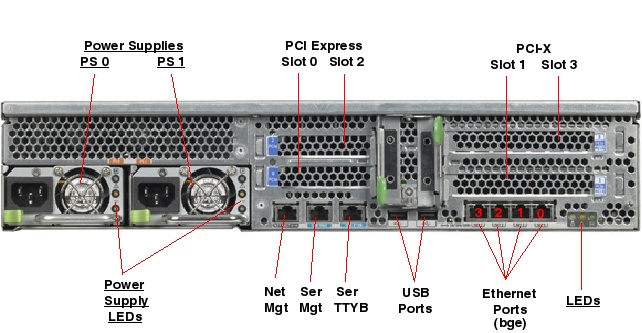 Power Supplies
PS 0 PS 1
PCI Express
Slot 0 Slot 2
PCI-X
Slot 1 Slot 3
3 2 1 0
Power
Supply
LEDs
Net
Mgt
Ser
Mgt
Ser
TTYB
USB
Ports
Ethernet
Ports
(bge)
LEDs